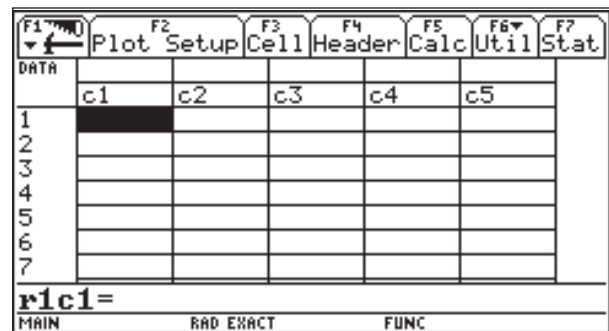 F1 F2 F3 F4 F5 F6▼ F7
Plot Setup Cell Header Calc Util Stat
DATA
c1 c2 c3 c4 c5
1
2
3
4
5
6
7
r1c1=
MAIN RAD EXACT FUNC